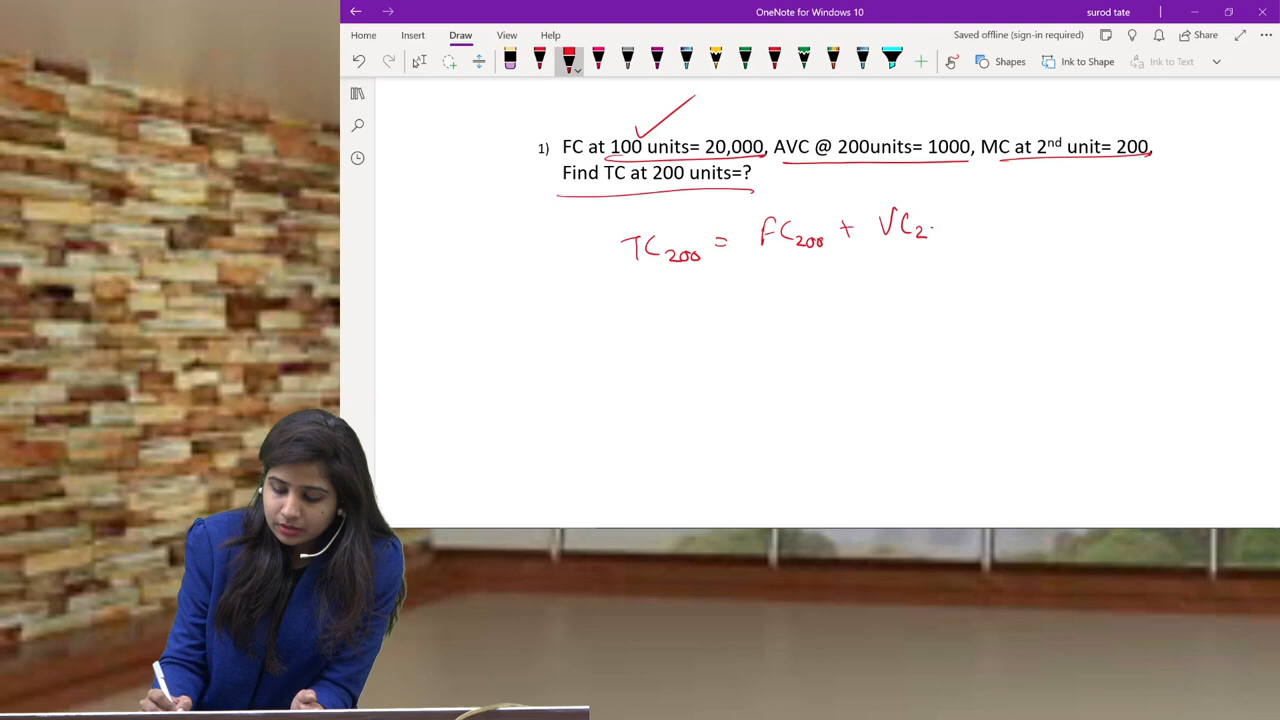 OneNote for Windows 10
surod tate
Home Insert Draw View Help
Saved offline (sign-in required)
Share
Shapes
Ink to Shape
Ink to Text
1) FC at 100 units= 20,000, AVC @ 200units= 1000, MC at 2nd unit= 200,
Find TC at 200 units=?
TC200 = FC200 + VC2